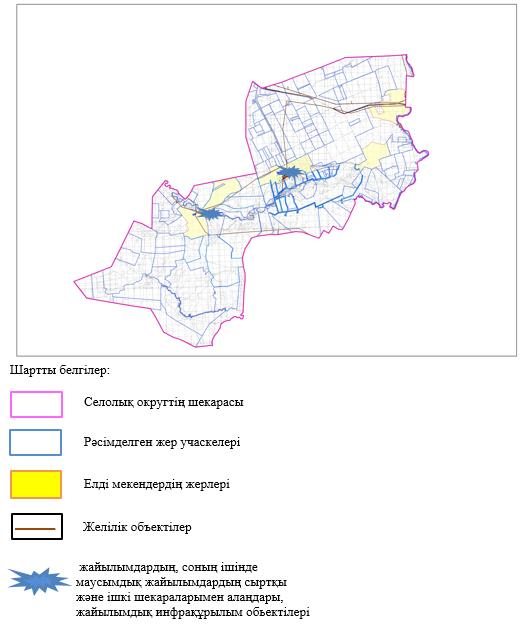 Шартты белгілер:
Селолық округтің шекарасы
Рәсімделген жер учаскелері
Елді мекендердің жерлері
Желілік объектілер
жайылымдардың, соның ішінде
маусымдық жайылымдардың сыртқы
және ішкі шекараларымен алаңдары,
жайылымдық инфрақұрылым объектілері